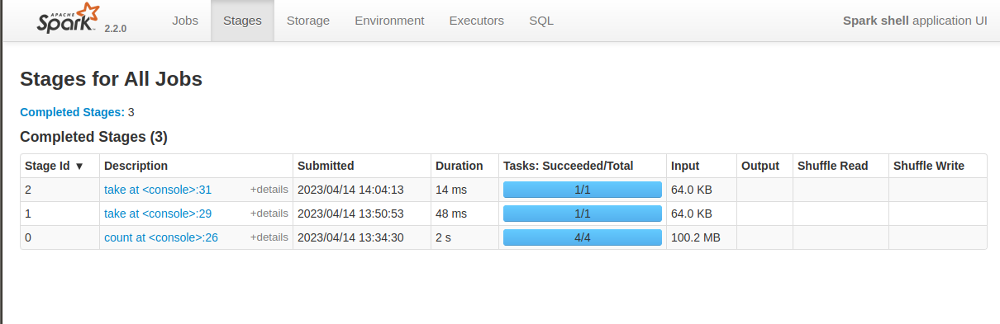 APACHE Spark 2.2.0 Jobs Stages Storage Environment Executors SQL Spark shell application UI
Stages for All Jobs
Completed Stages: 3
Completed Stages (3)
Stage Id ▼ Description Submitted Duration Tasks: Succeeded/Total Input Output Shuffle Read Shuffle Write
2 take at <console>:31 +details 2023/04/14 14:04:13 14 ms 1/1 64.0 KB
1 take at <console>:29 +details 2023/04/14 13:50:53 48 ms 1/1 64.0 KB
0 count at <console>:26 +details 2023/04/14 13:34:30 2 s 4/4 100.2 MB